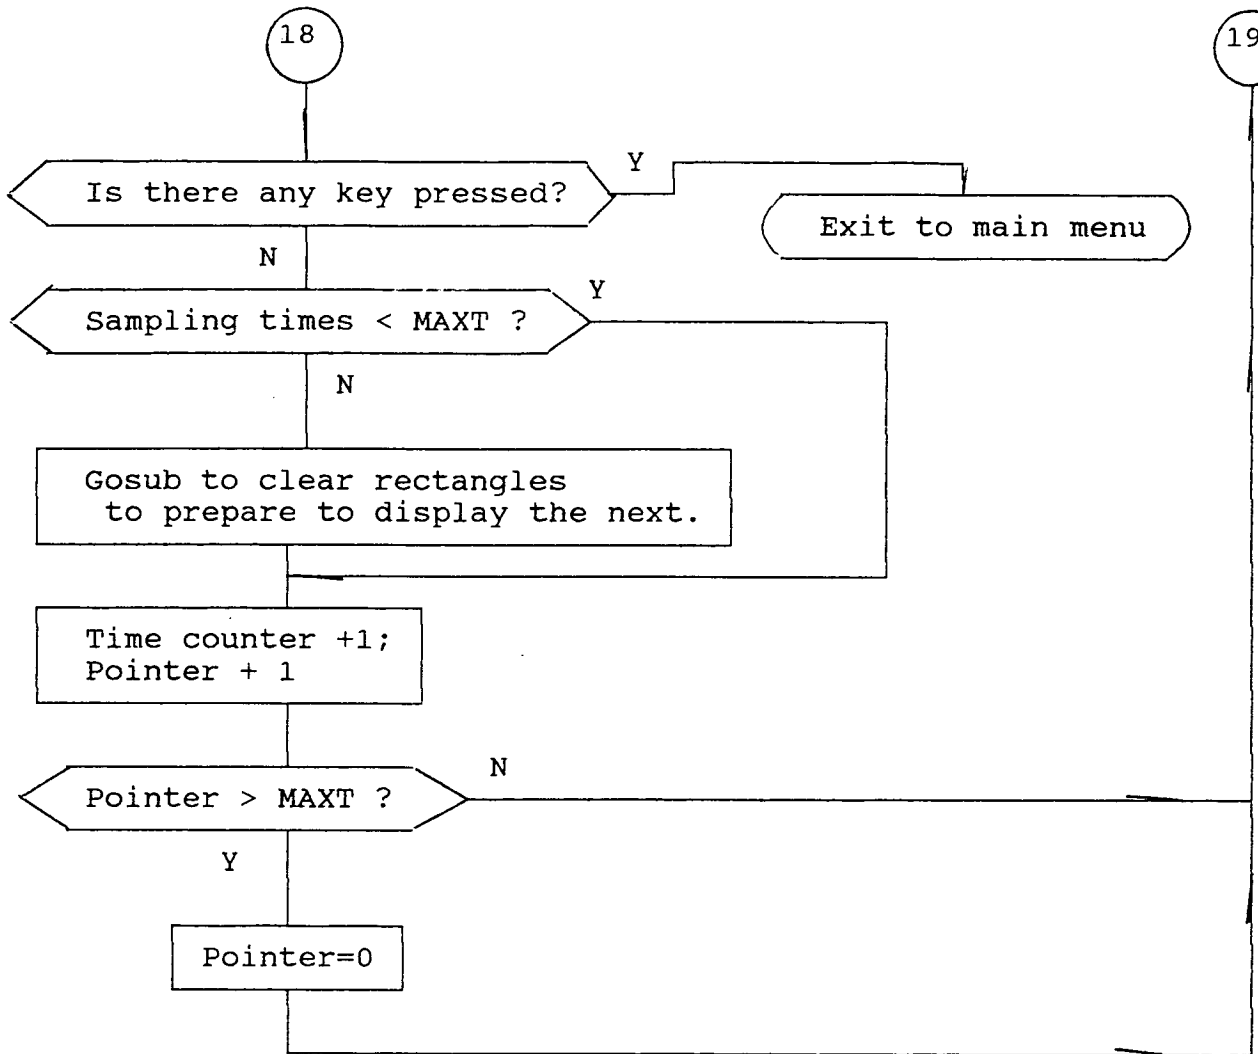 18
19
Is there any key pressed?
Y
Exit to main menu
N
Sampling times < MAXT ?
Y
N
Gosub to clear rectangles
to prepare to display the next.
Time counter +1;
Pointer + 1
Pointer > MAXT ?
N
Y
Pointer=0